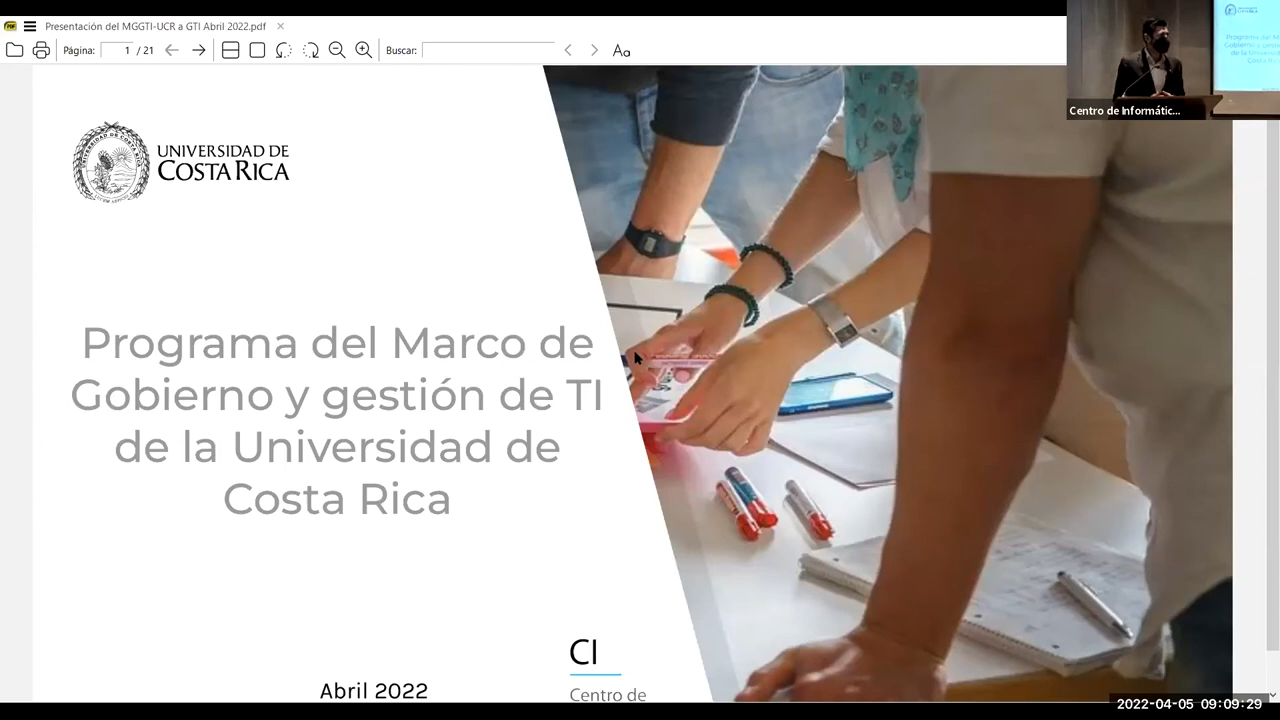 Presentación del MGGTI-UCR a GTI Abril 2022.pdf
Página: 1 / 21
Buscar:
Aa
Centro de Informátic...
UNIVERSIDAD DE
COSTA RICA
Programa del Marco de
Gobierno y gestión de TI
de la Universidad de
Costa Rica
CI
Abril 2022
Centro de
2022-04-05 09:09:29